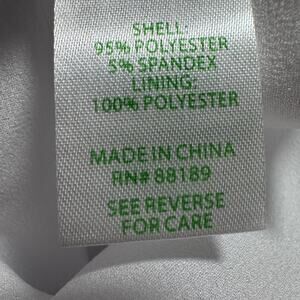 SHELL:
95% POLYESTER
5% SPANDEX
LINING:
100% POLYESTER
MADE IN CHINA
RN# 88189
SEE REVERSE
FOR CARE